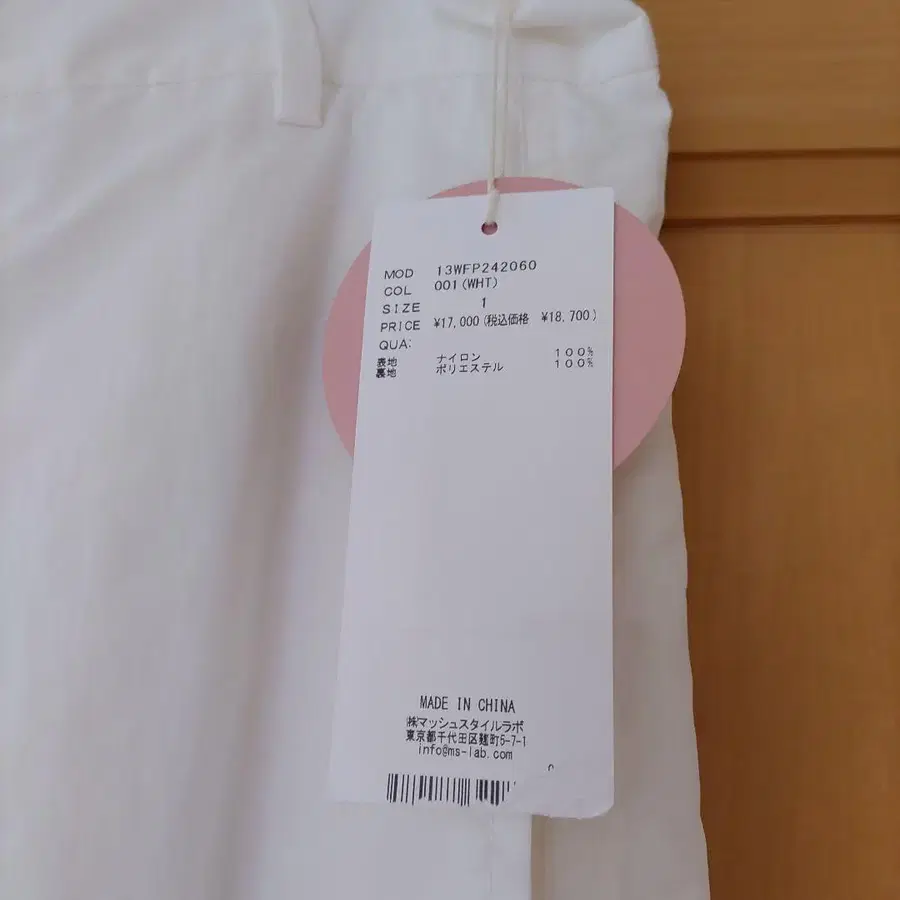 MOD 13WFP242060
COL 001(WHT)
SIZE 1
PRICE ¥17,000(税込価格 ¥18,700)
QUA:
表地 ナイロン 100%
裏地 ポリエステル 100%
MADE IN CHINA
㈱マッシュスタイルラボ
東京都千代田区麹町5-7-1
info@ms-lab.com